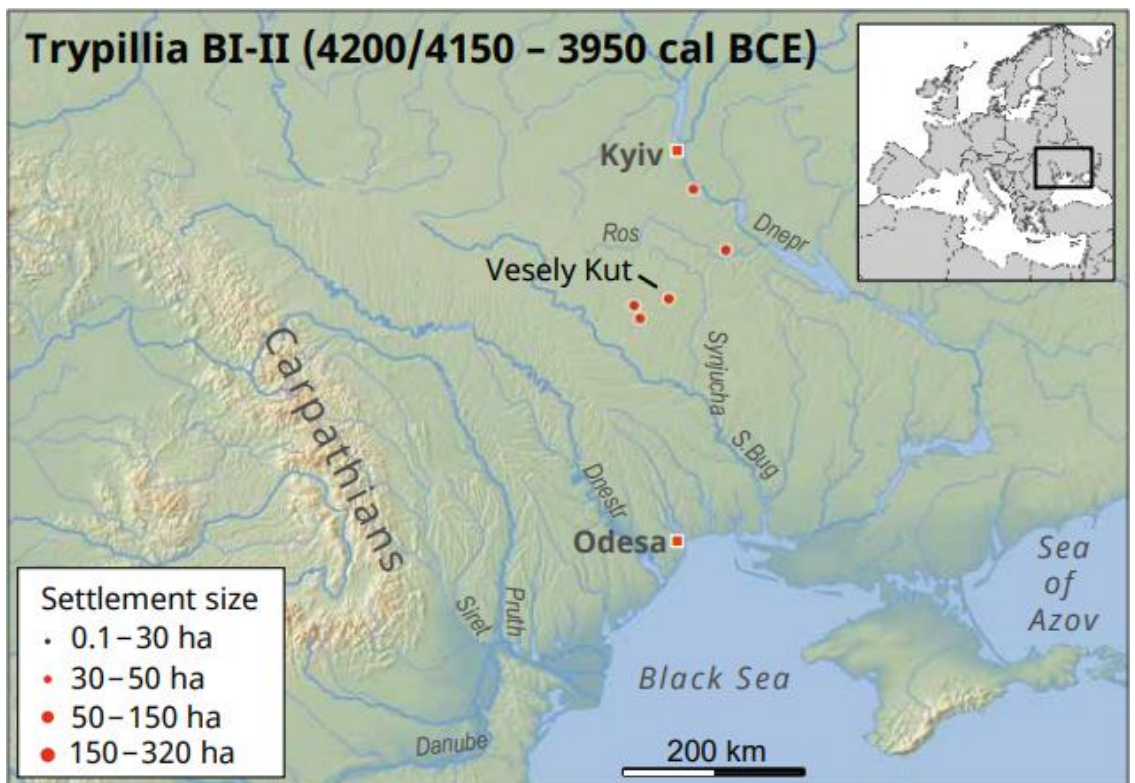 Trypillia BI-II (4200/4150 – 3950 cal BCE)
Kyiv
Dnepr
Ros
Vesely Kut
Carpathians
Synjucha
S.Bug
Dnestr
Odesa
Sea
of
Azov
Siret
Pruth
Black Sea
Danube
200 km
Settlement size
0.1–30 ha
30–50 ha
50–150 ha
150–320 ha